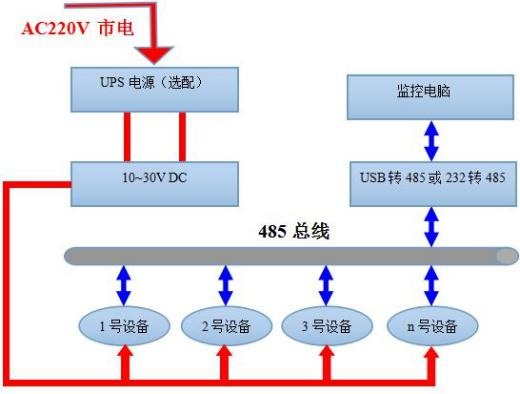 AC220V 市电
UPS 电源（选配）
监控电脑
10~30V DC
USB 转 485 或 232 转 485
485 总线
1 号设备
2 号设备
3 号设备
n 号设备